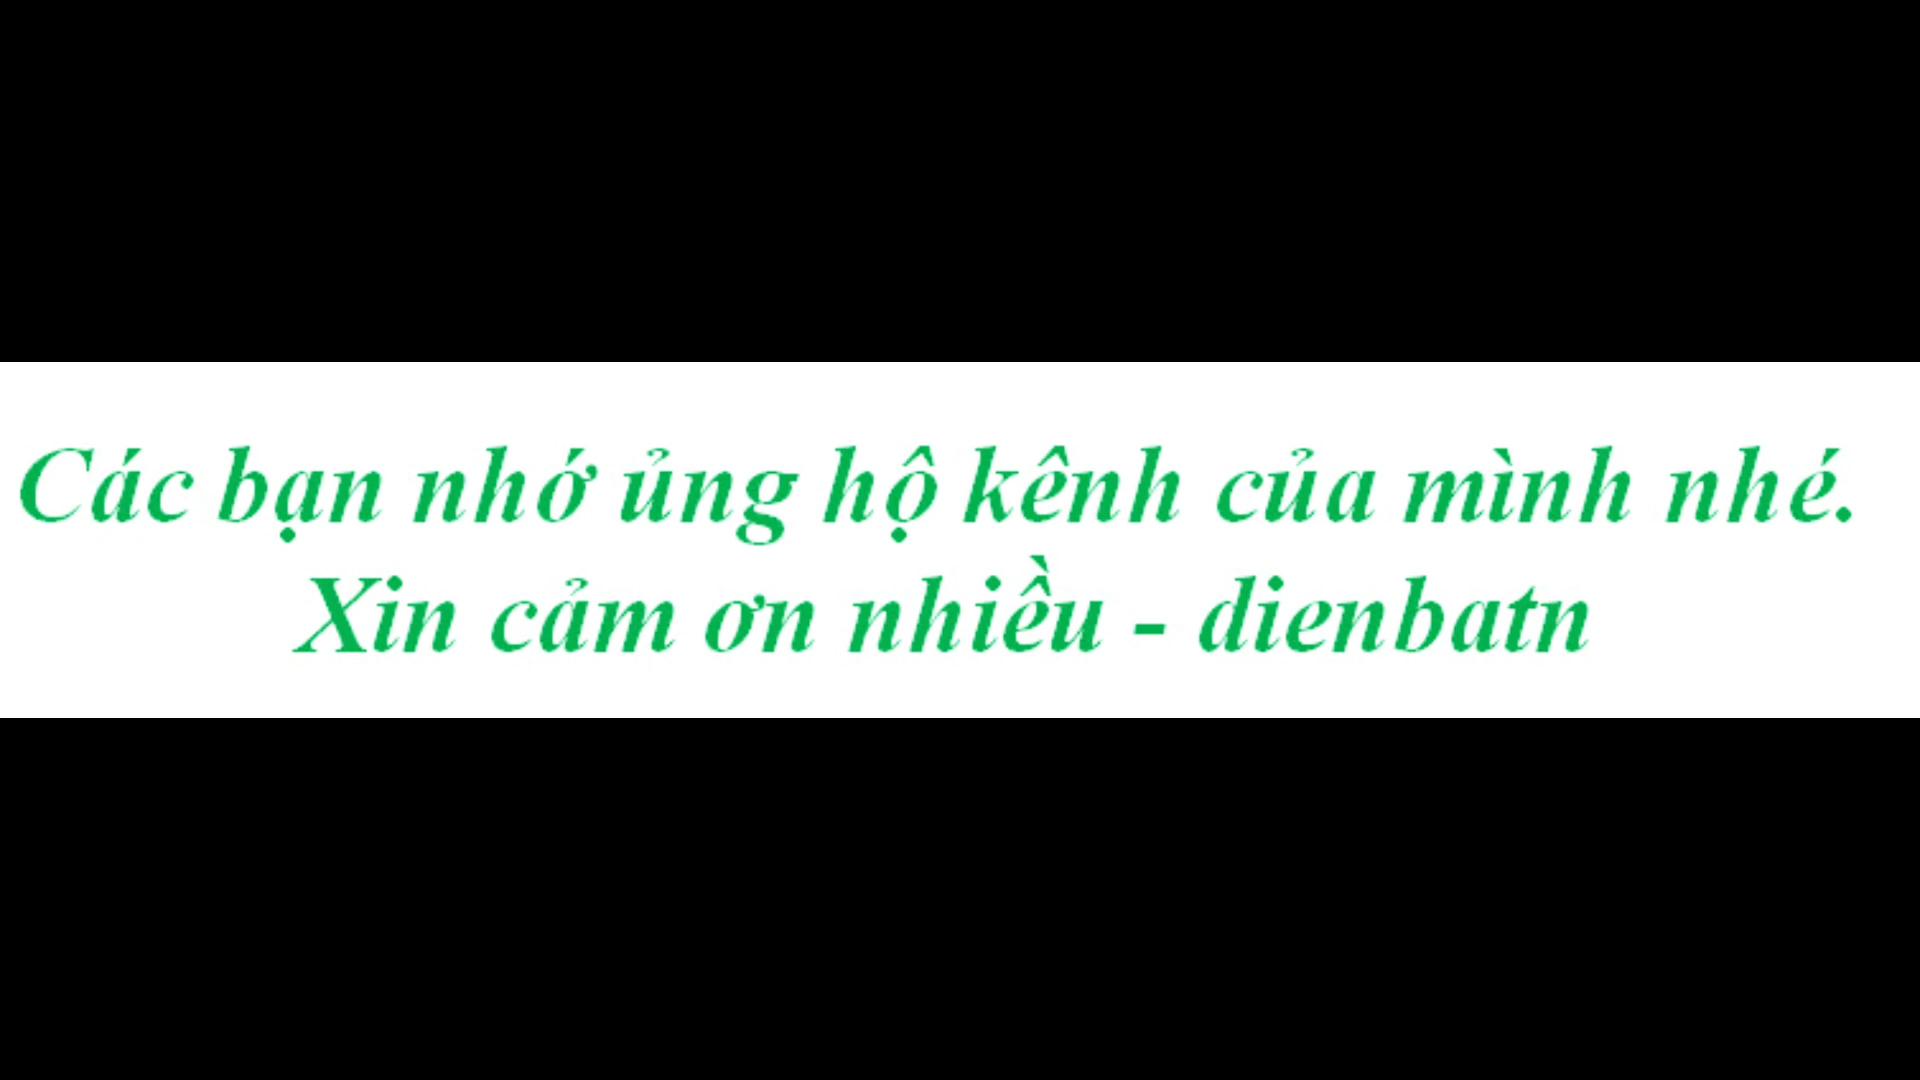 Các bạn nhớ ủng hộ kênh của mình nhé.
Xin cảm ơn nhiều - dienbatn